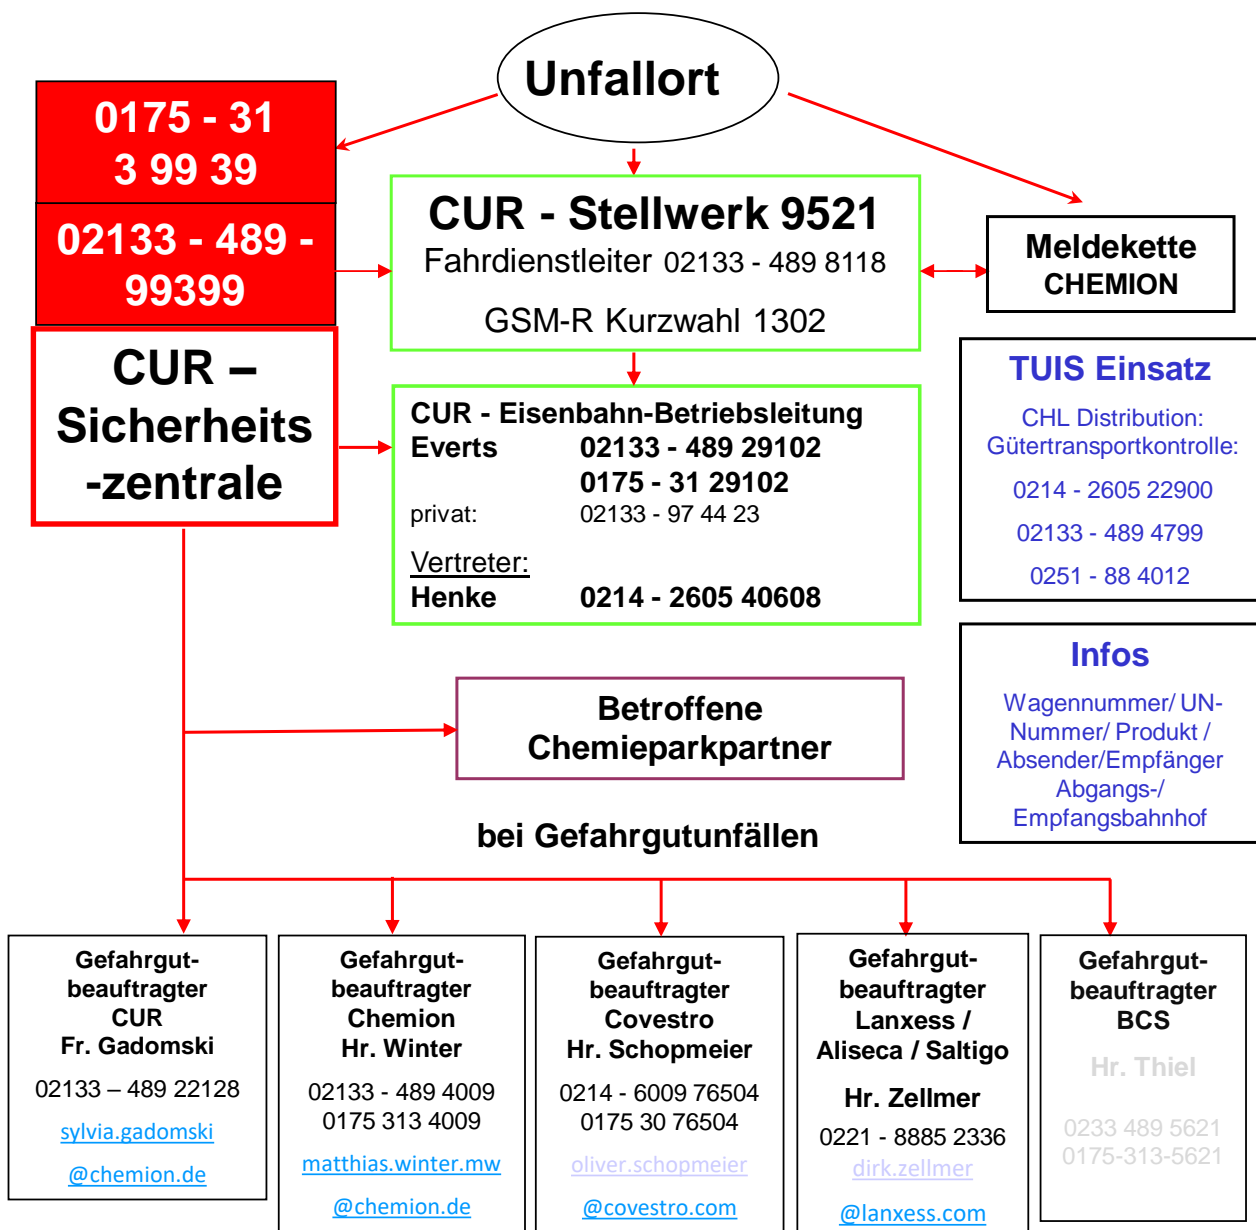 Unfallort
0175 - 31
3 99 39
02133 - 489 -
99399
CUR –
Sicherheits
-zentrale
CUR - Stellwerk 9521
Fahrdienstleiter 02133 - 489 8118
GSM-R Kurzwahl 1302
Meldekette
CHEMION
CUR - Eisenbahn-Betriebsleitung
Everts 02133 - 489 29102
0175 - 31 29102
privat: 02133 - 97 44 23
Vertreter:
Henke 0214 - 2605 40608
TUIS Einsatz
CHL Distribution:
Gütertransportkontrolle:
0214 - 2605 22900
02133 - 489 4799
0251 - 88 4012
Infos
Wagennummer/ UN-
Nummer/ Produkt /
Absender/Empfänger
Abgangs-/
Empfangsbahnhof
Betroffene
Chemieparkpartner
bei Gefahrgutunfällen
Gefahrgut-
beauftragter
CUR
Fr. Gadomski
02133 – 489 22128
sylvia.gadomski
@chemion.de
Gefahrgut-
beauftragter
Chemion
Hr. Winter
02133 - 489 4009
0175 313 4009
matthias.winter.mw
@chemion.de
Gefahrgut-
beauftragter
Covestro
Hr. Schopmeier
0214 - 6009 76504
0175 30 76504
oliver.schopmeier
@covestro.com
Gefahrgut-
beauftragter
Lanxess /
Aliseca / Saltigo
Hr. Zellmer
0221 - 8885 2336
dirk.zellmer
@lanxess.com
Gefahrgut-
beauftragter
BCS
Hr. Thiel
0233 489 5621
0175-313-5621